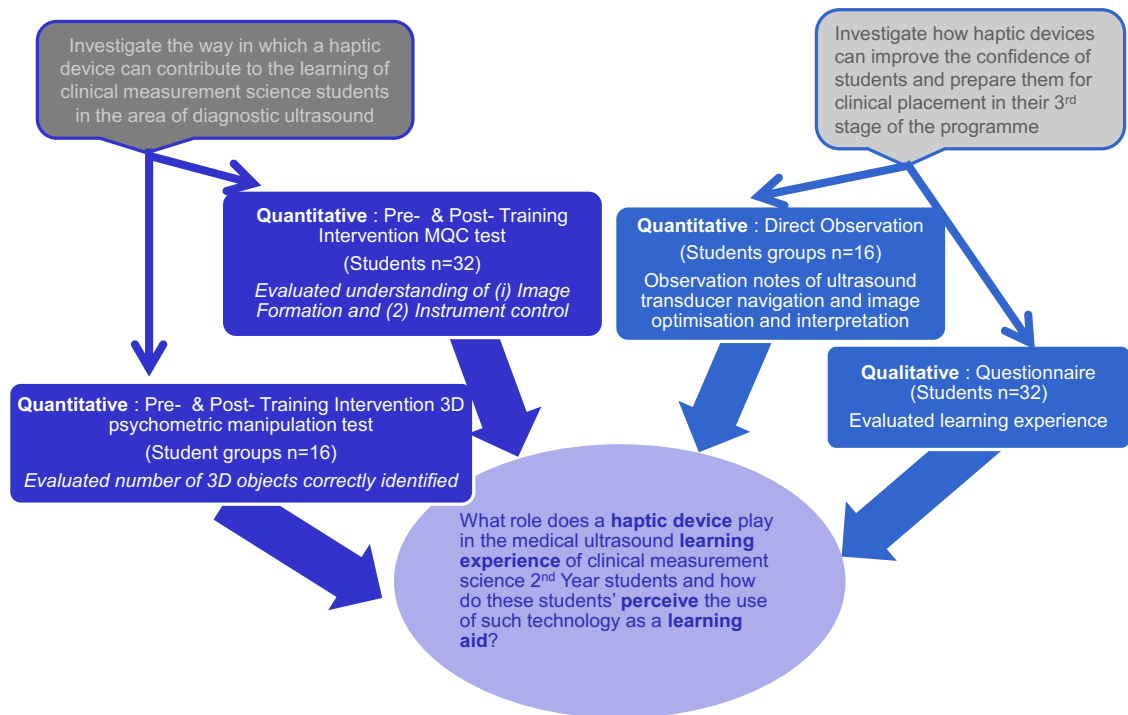 Investigate the way in which a haptic
device can contribute to the learning of
clinical measurement science students
in the area of diagnostic ultrasound
Investigate how haptic devices
can improve the confidence of
students and prepare them for
clinical placement in their 3rd
stage of the programme
Quantitative : Pre- & Post- Training
Intervention MQC test
(Students n=32)
Evaluated understanding of (i) Image
Formation and (2) Instrument control
Quantitative : Direct Observation
(Students groups n=16)
Observation notes of ultrasound
transducer navigation and image
optimisation and interpretation
Quantitative : Pre- & Post- Training Intervention 3D
psychometric manipulation test
(Student groups n=16)
Evaluated number of 3D objects correctly identified
Qualitative : Questionnaire
(Students n=32)
Evaluated learning experience
What role does a haptic device play
in the medical ultrasound learning
experience of clinical measurement
science 2nd Year students and how
do these students' perceive the use
of such technology as a learning
aid?